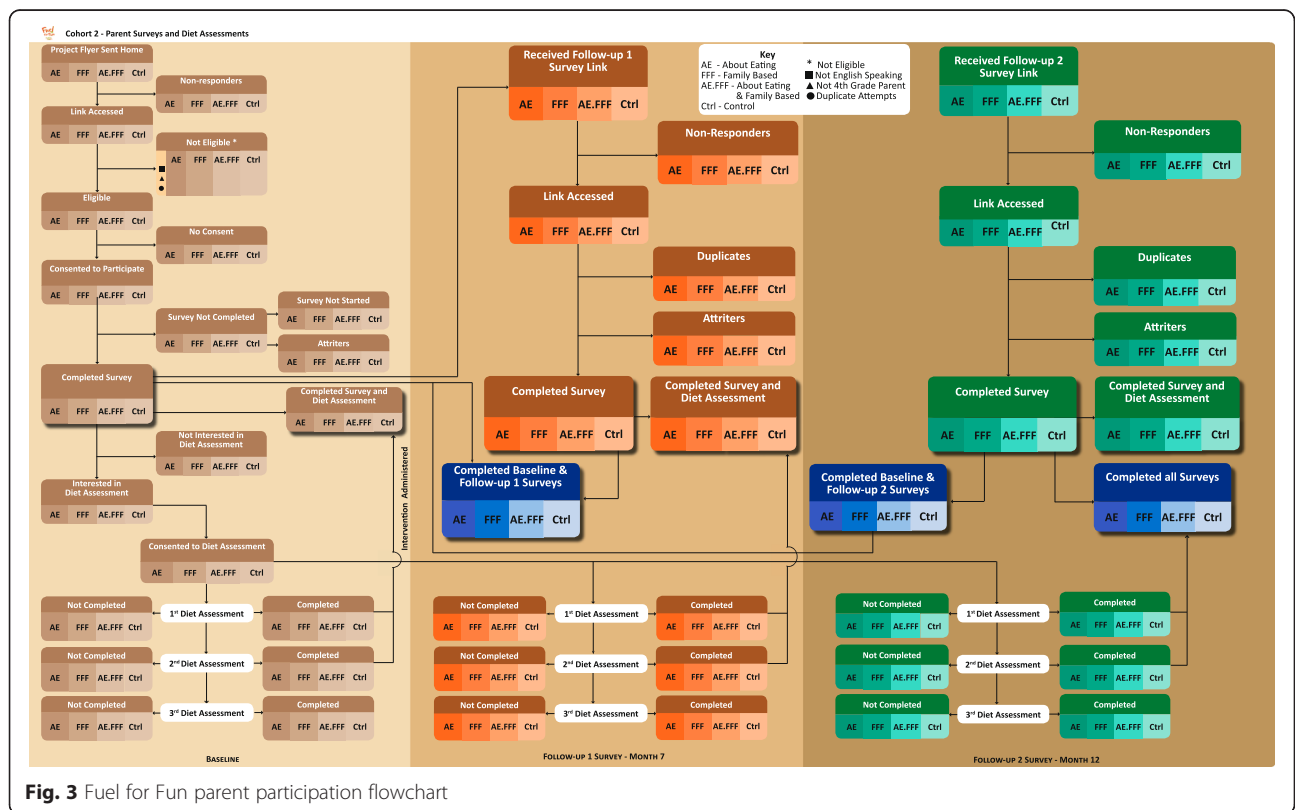 Fuel
Cohort 2 - Parent Surveys and Diet Assessments
Project Flyer Sent Home
AE FFF AE.FFF Ctrl
Non-responders
AE FFF AE.FFF Ctrl
Link Accessed
AE FFF AE.FFF Ctrl
Not Eligible *
AE FFF AE.FFF Ctrl
Eligible
AE FFF AE.FFF Ctrl
No Consent
AE FFF AE.FFF Ctrl
Consented to Participate
AE FFF AE.FFF Ctrl
Survey Not Started
AE FFF AE.FFF Ctrl
Survey Not Completed
AE FFF AE.FFF Ctrl
Attriters
AE FFF AE.FFF Ctrl
Completed Survey
AE FFF AE.FFF Ctrl
Completed Survey and
Diet Assessment
AE FFF AE.FFF Ctrl
Not Interested in
Diet Assessment
AE FFF AE.FFF Ctrl
Interested in
Diet Assessment
AE FFF AE.FFF Ctrl
Consented to Diet Assessment
AE FFF AE.FFF Ctrl
Intervention Administered
Not Completed
AE FFF AE.FFF Ctrl
1st Diet Assessment
Completed
AE FFF AE.FFF Ctrl
Not Completed
AE FFF AE.FFF Ctrl
2nd Diet Assessment
Completed
AE FFF AE.FFF Ctrl
Not Completed
AE FFF AE.FFF Ctrl
3rd Diet Assessment
Completed
AE FFF AE.FFF Ctrl
Baseline
Received Follow-up 1
Survey Link
AE FFF AE.FFF Ctrl
Key
AE - About Eating
FFF - Family Based
AE.FFF - About Eating
& Family Based
Ctrl - Control
* Not Eligible
■ Not English Speaking
▲ Not 4th Grade Parent
● Duplicate Attempts
Non-Responders
AE FFF AE.FFF Ctrl
Link Accessed
AE FFF AE.FFF Ctrl
Duplicates
AE FFF AE.FFF Ctrl
Attriters
AE FFF AE.FFF Ctrl
Completed Survey
AE FFF AE.FFF Ctrl
Completed Survey and
Diet Assessment
AE FFF AE.FFF Ctrl
Completed Baseline &
Follow-up 1 Surveys
AE FFF AE.FFF Ctrl
Not Completed
AE FFF AE.FFF Ctrl
1st Diet Assessment
Completed
AE FFF AE.FFF Ctrl
Not Completed
AE FFF AE.FFF Ctrl
2nd Diet Assessment
Completed
AE FFF AE.FFF Ctrl
Not Completed
AE FFF AE.FFF Ctrl
3rd Diet Assessment
Completed
AE FFF AE.FFF Ctrl
Follow-up 1 Survey - Month 7
Received Follow-up 2
Survey Link
AE FFF AE.FFF Ctrl
Non-Responders
AE FFF AE.FFF Ctrl
Link Accessed
AE FFF AE.FFF Ctrl
Duplicates
AE FFF AE.FFF Ctrl
Attriters
AE FFF AE.FFF Ctrl
Completed Survey
AE FFF AE.FFF Ctrl
Completed Survey and
Diet Assessment
AE FFF AE.FFF Ctrl
Completed Baseline &
Follow-up 2 Surveys
AE FFF AE.FFF Ctrl
Completed all Surveys
AE FFF AE.FFF Ctrl
Not Completed
AE FFF AE.FFF Ctrl
1st Diet Assessment
Completed
AE FFF AE.FFF Ctrl
Not Completed
AE FFF AE.FFF Ctrl
2nd Diet Assessment
Completed
AE FFF AE.FFF Ctrl
Not Completed
AE FFF AE.FFF Ctrl
3rd Diet Assessment
Completed
AE FFF AE.FFF Ctrl
Follow-up 2 Survey - Month 12
Fig. 3 Fuel for Fun parent participation flowchart